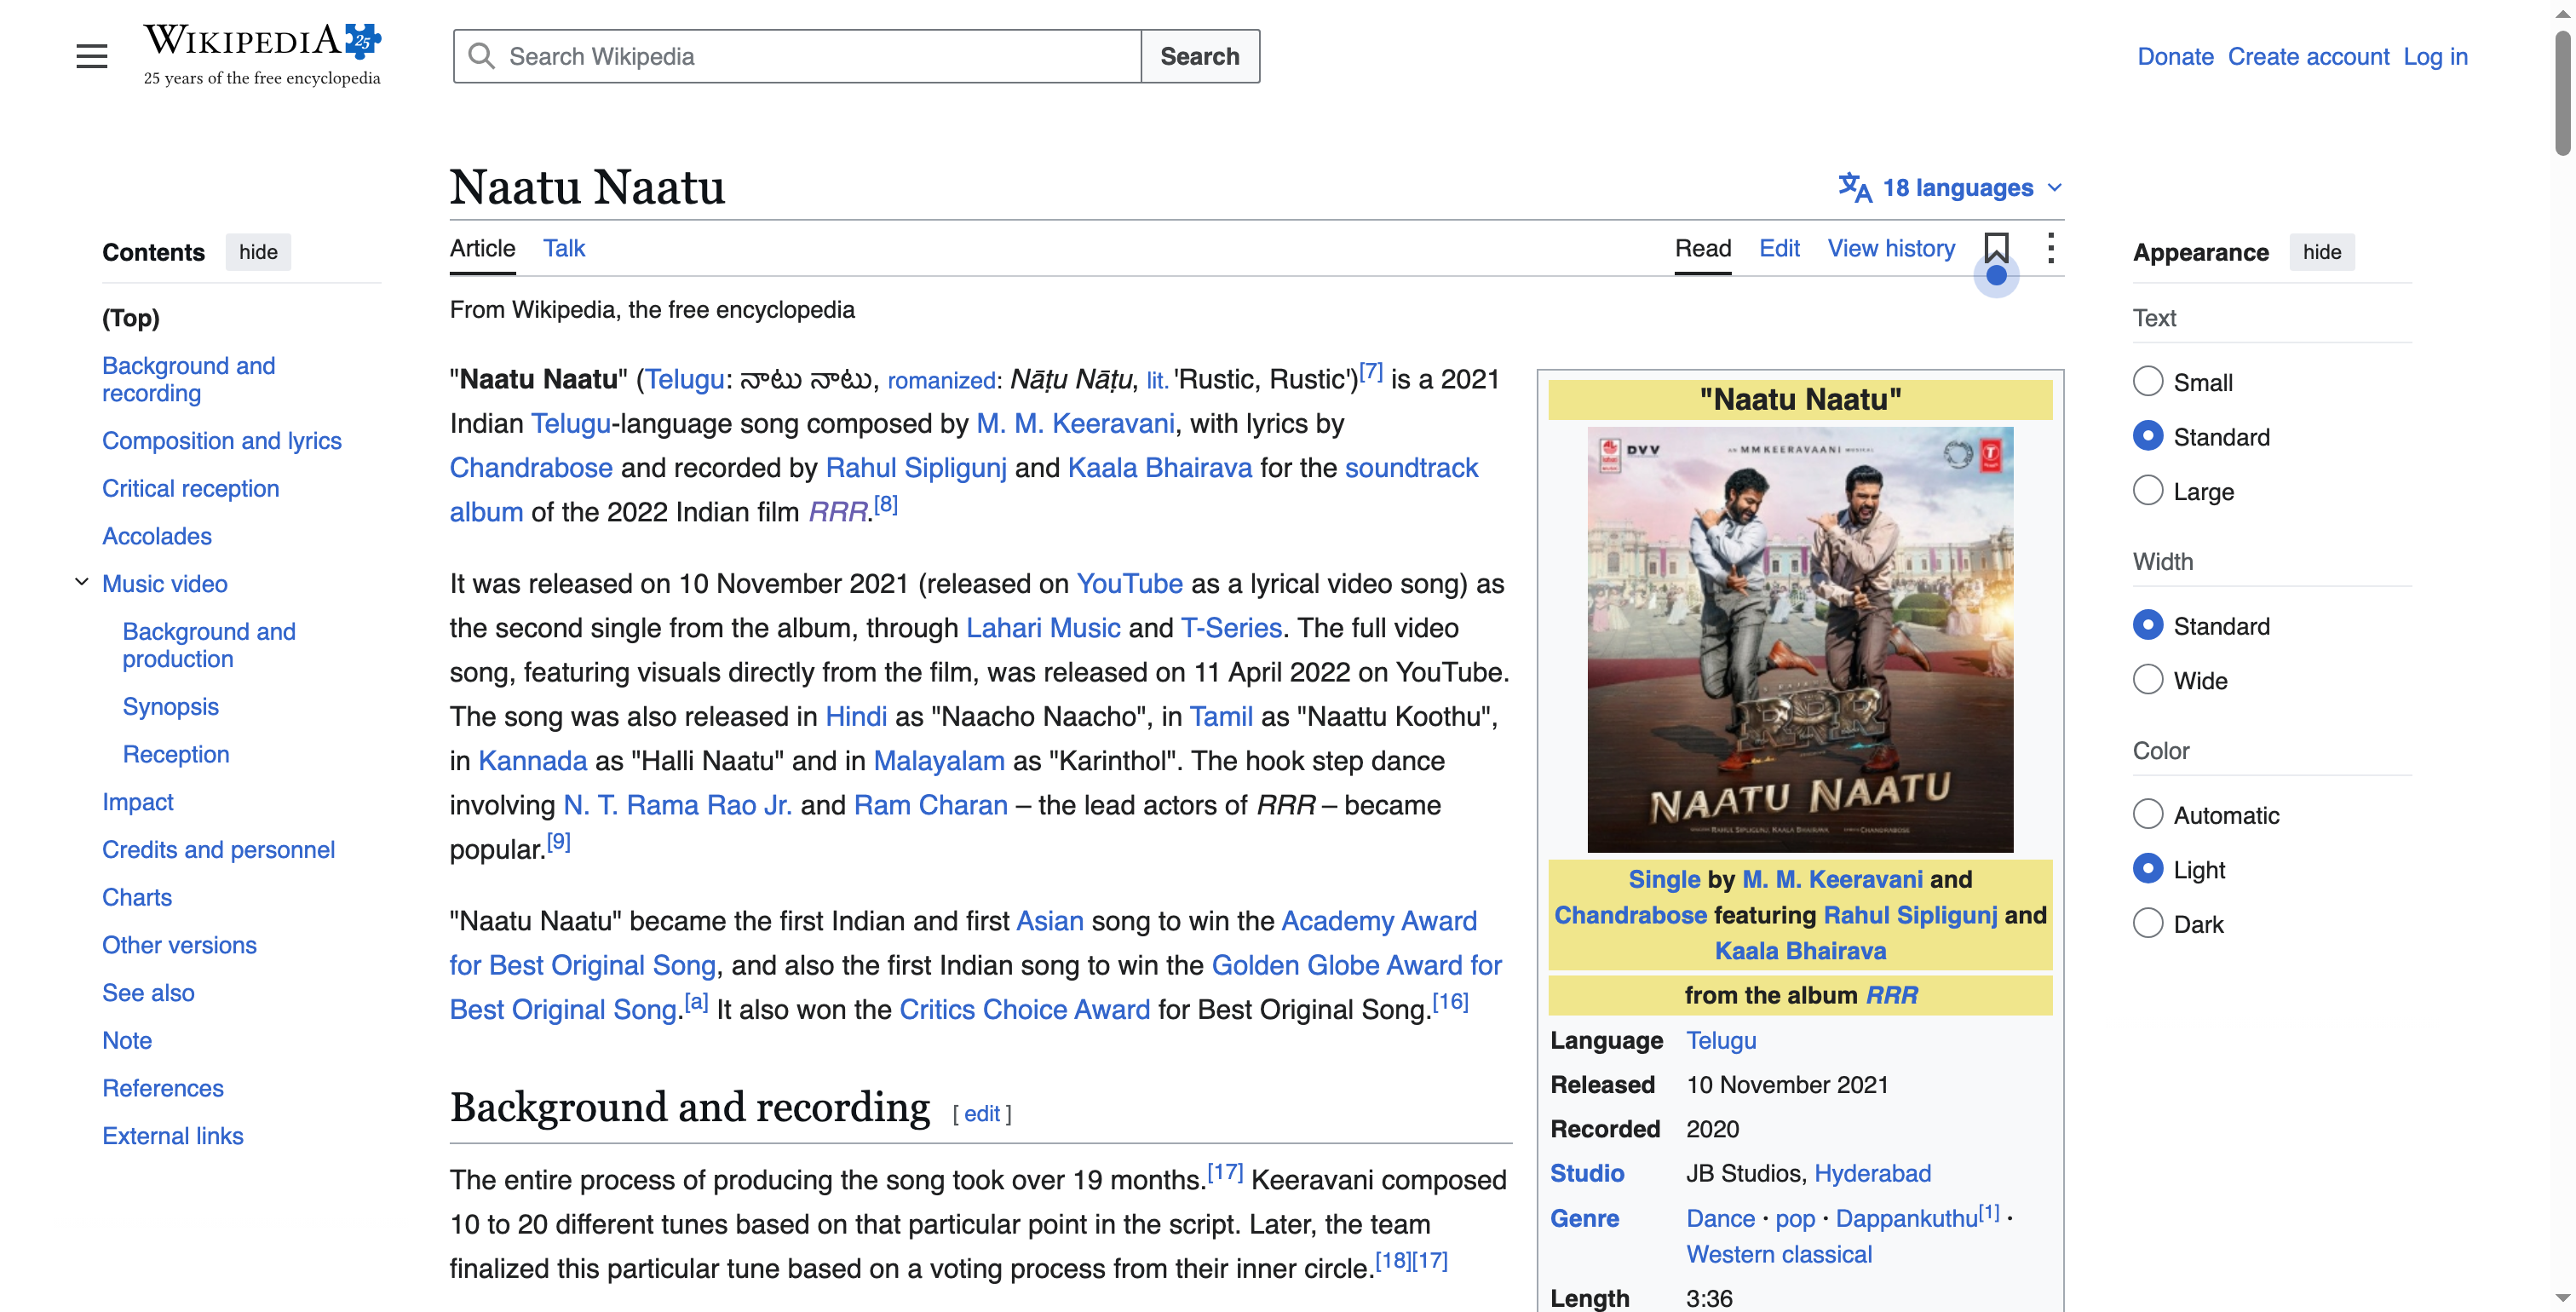 WIKIPEDIA 25
25 years of the free encyclopedia
Search Wikipedia
Search
Donate Create account Log in
Naatu Naatu
文A 18 languages
Article Talk
Read Edit View history
Contents hide
(Top)
Background and
recording
Composition and lyrics
Critical reception
Accolades
Music video
Background and
production
Synopsis
Reception
Impact
Credits and personnel
Charts
Other versions
See also
Note
References
External links
From Wikipedia, the free encyclopedia
"Naatu Naatu" (Telugu: నాటు నాటు, romanized: Nāṭu Nāṭu, lit. 'Rustic, Rustic')[7] is a 2021
Indian Telugu-language song composed by M. M. Keeravani, with lyrics by
Chandrabose and recorded by Rahul Sipligunj and Kaala Bhairava for the soundtrack
album of the 2022 Indian film RRR.[8]
It was released on 10 November 2021 (released on YouTube as a lyrical video song) as
the second single from the album, through Lahari Music and T-Series. The full video
song, featuring visuals directly from the film, was released on 11 April 2022 on YouTube.
The song was also released in Hindi as "Naacho Naacho", in Tamil as "Naattu Koothu",
in Kannada as "Halli Naatu" and in Malayalam as "Karinthol". The hook step dance
involving N. T. Rama Rao Jr. and Ram Charan – the lead actors of RRR – became
popular.[9]
"Naatu Naatu" became the first Indian and first Asian song to win the Academy Award
for Best Original Song, and also the first Indian song to win the Golden Globe Award for
Best Original Song.[a] It also won the Critics Choice Award for Best Original Song.[16]
Background and recording [ edit ]
The entire process of producing the song took over 19 months.[17] Keeravani composed
10 to 20 different tunes based on that particular point in the script. Later, the team
finalized this particular tune based on a voting process from their inner circle.[18][17]
"Naatu Naatu"
DVV
AN MMKEERAVAANI MUSICAL
T
RRR
NAATU NAATU
RAHUL SIPLIGUNJ, KAALA BHAIRAVA CHANDRABOSE
Single by M. M. Keeravani and
Chandrabose featuring Rahul Sipligunj and
Kaala Bhairava
from the album RRR
Language Telugu
Released 10 November 2021
Recorded 2020
Studio JB Studios, Hyderabad
Genre Dance · pop · Dappankuthu[1] ·
Western classical
Length 3:36
Appearance hide
Text
Small
Standard
Large
Width
Standard
Wide
Color
Automatic
Light
Dark